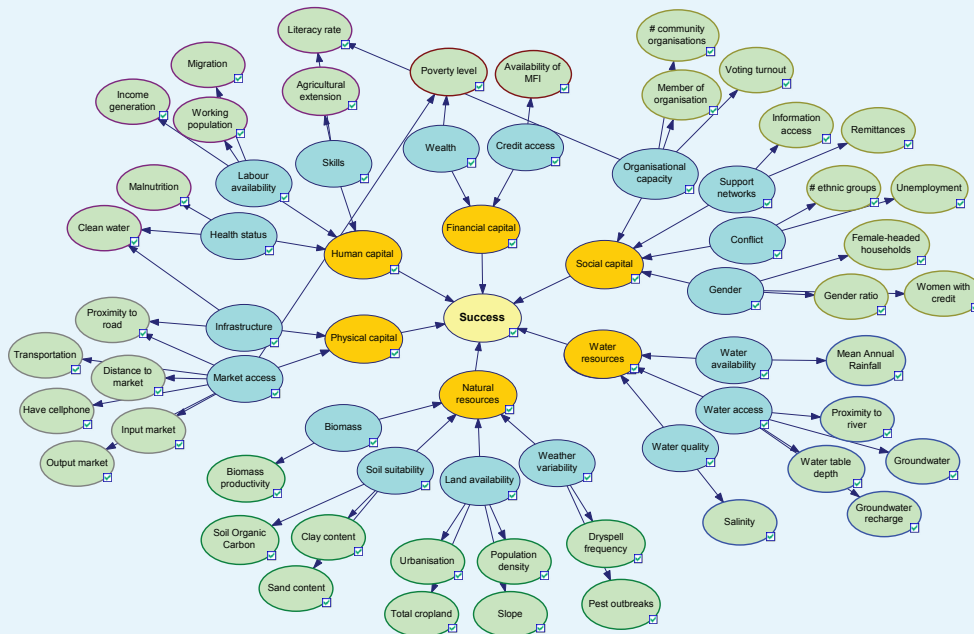 Literacy rate
# community
organisations
Migration
Poverty level
Availability of
MFI
Voting turnout
Income
generation
Agricultural
extension
Member of
organisation
Working
population
Information
access
Remittances
Skills
Wealth
Credit access
Labour
availability
Organisational
capacity
Support
networks
Malnutrition
# ethnic groups
Unemployment
Clean water
Health status
Financial capital
Human capital
Conflict
Female-headed
households
Social capital
Gender
Gender ratio
Women with
credit
Proximity to
road
Infrastructure
Success
Physical capital
Water
resources
Water
availability
Mean Annual
Rainfall
Transportation
Distance to
market
Market access
Natural
resources
Have cellphone
Input market
Biomass
Water access
Proximity to
river
Water quality
Output market
Biomass
productivity
Soil suitability
Land availability
Weather
variability
Water table
depth
Groundwater
Groundwater
recharge
Salinity
Soil Organic
Carbon
Clay content
Dryspell
frequency
Urbanisation
Population
density
Sand content
Total cropland
Slope
Pest outbreaks